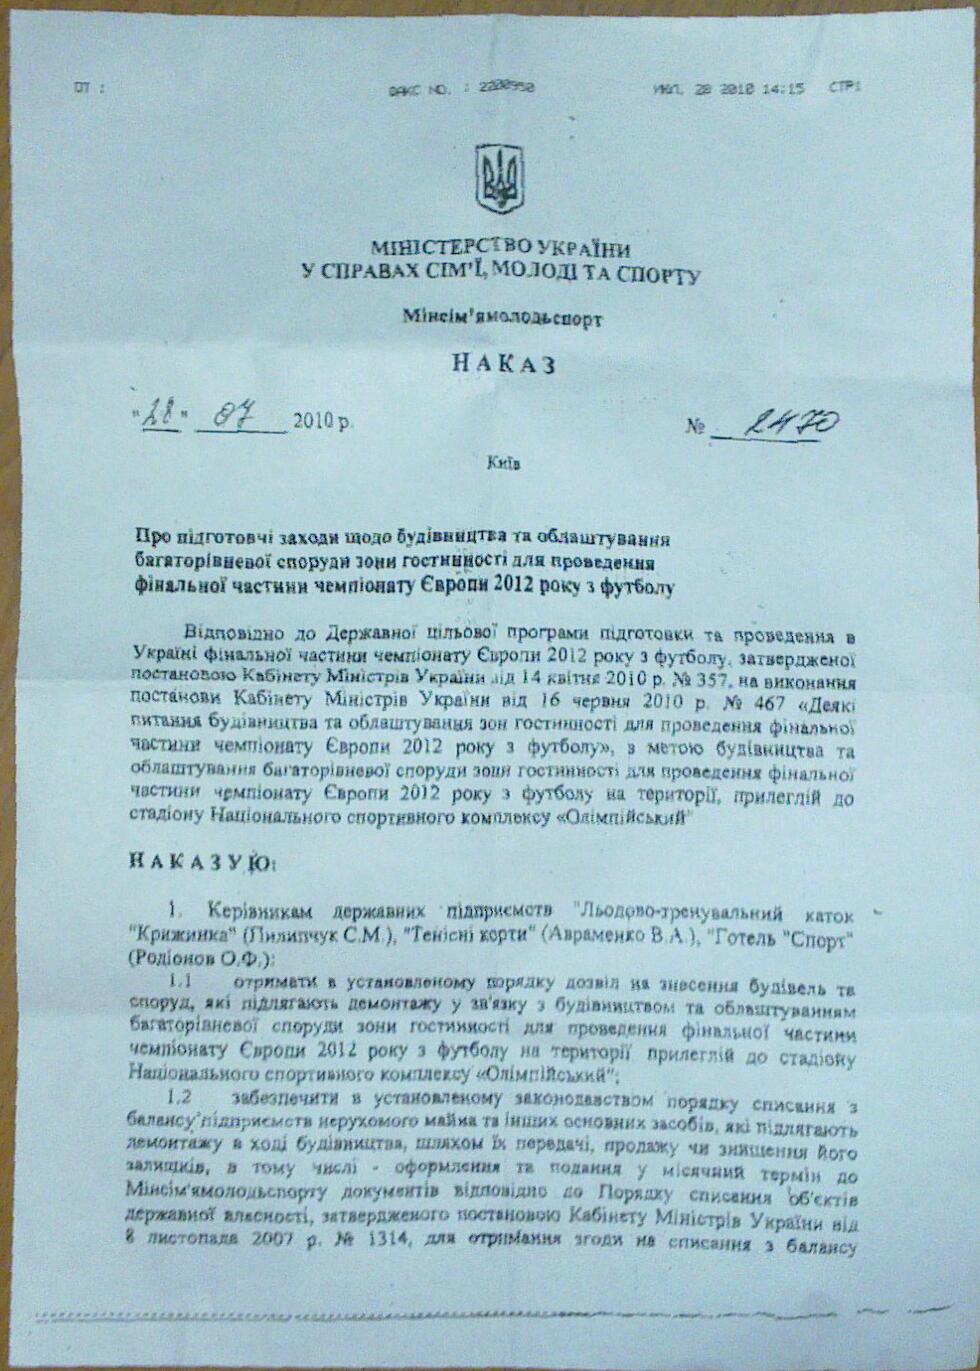 ОТ :
ФАКС NO. : 2200950
ИЮЛ. 28 2010 14:15 СТР1
МІНІСТЕРСТВО УКРАЇНИ
У СПРАВАХ СІМ'Ї, МОЛОДІ ТА СПОРТУ
Мінсім'ямолодьспорт
НАКАЗ
"28" 07 2010 р.
№ 2470
Київ
Про підготовчі заходи щодо будівництва та облаштування
багаторівневої споруди зони гостинності для проведення
фінальної частини чемпіонату Європи 2012 року з футболу
Відповідно до Державної цільової програми підготовки та проведення в
Україні фінальної частини чемпіонату Європи 2012 року з футболу, затвердженої
постановою Кабінету Міністрів України від 14 квітня 2010 р. № 357, на виконання
постанови Кабінету Міністрів України від 16 червня 2010 р. № 467 «Деякі
питання будівництва та облаштування зон гостинності для проведення фінальної
частини чемпіонату Європи 2012 року з футболу», з метою будівництва та
облаштування багаторівневої споруди зони гостинності для проведення фінальної
частини чемпіонату Європи 2012 року з футболу на території, прилеглій до
стадіону Національного спортивного комплексу «Олімпійський"
НАКАЗУЮ:
1. Керівникам державних підприємств "Льодово-тренувальний каток
"Крижинка" (Пилипчук С.М.), "Тенісні корти" (Авраменко В.А.), "Готель "Спорт"
(Родіонов О.Ф.):
1.1 отримати в установленому порядку дозвіл на знесення будівель та
споруд, які підлягають демонтажу у зв'язку з будівництвом та облаштуванням
багаторівневої споруди зони гостинності для проведення фінальної частини
чемпіонату Європи 2012 року з футболу на території прилеглій до стадіону
Національного спортивного комплексу «Олімпійський";
1.2 забезпечити в установленому законодавством порядку списання з
балансу підприємств нерухомого майна та інших основних засобів, які підлягають
демонтажу в ході будівництва, шляхом їх передачі, продажу чи знищення його
залишків, в тому числі - оформлення та подання у місячний термін до
Мінсім'ямолодьспорту документів відповідно до Порядку списання об'єктів
державної власності, затвердженого постановою Кабінету Міністрів України від
8 листопада 2007 р. № 1314, для отримання згоди на списання з балансу